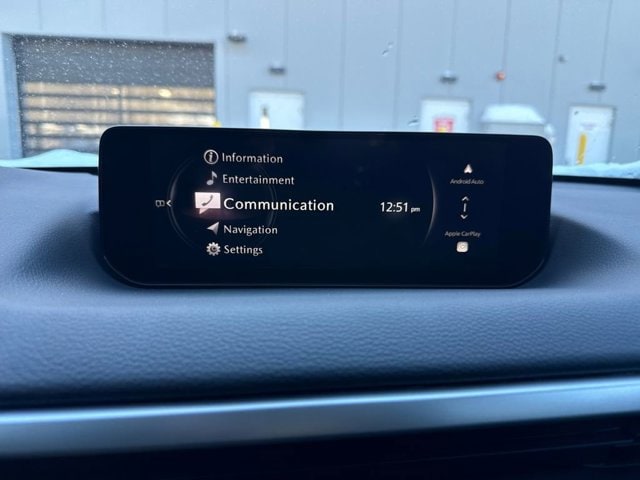 Information
Entertainment
Communication
Navigation
Settings
12:51 pm
Android Auto
Apple CarPlay